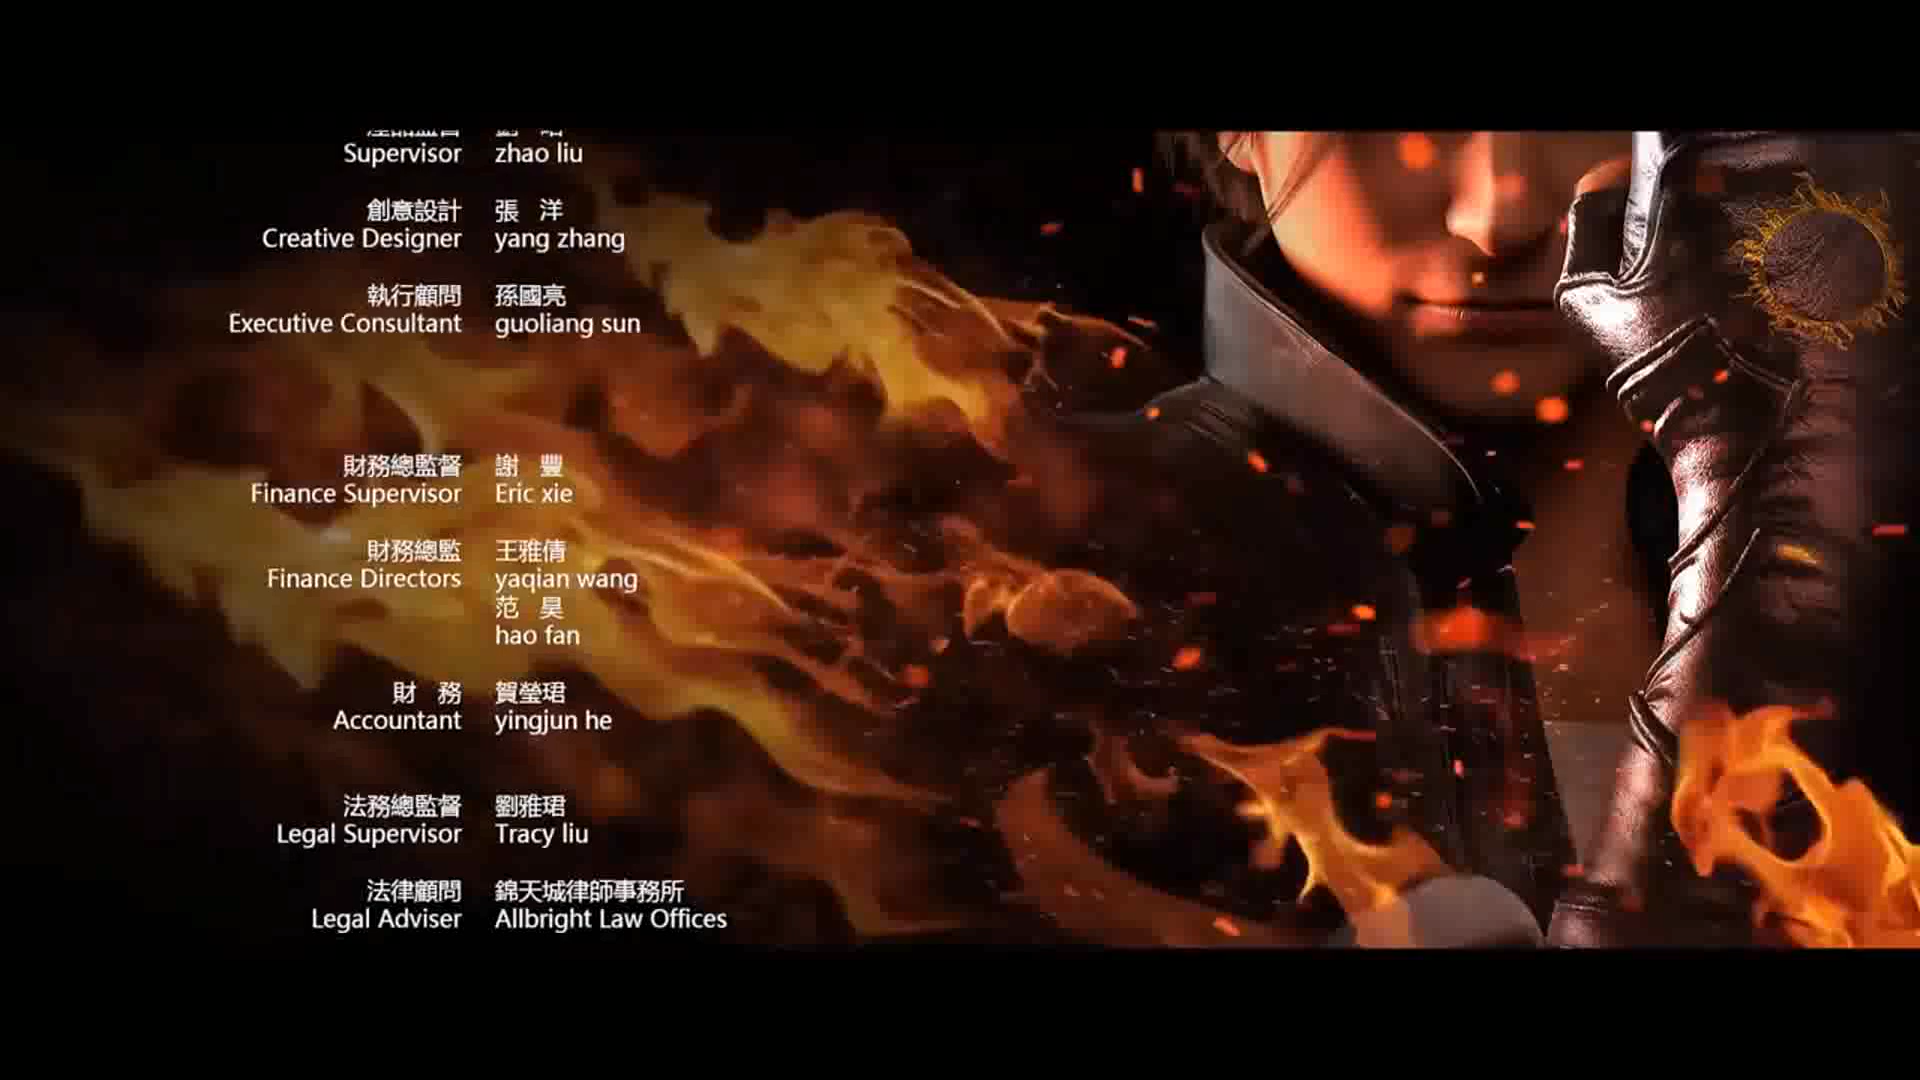 Supervisor zhao liu
創意設計 張 洋
Creative Designer yang zhang
執行顧問 孫國亮
Executive Consultant guoliang sun
財務總監督 謝 豐
Finance Supervisor Eric xie
財務總監 王雅倩
Finance Directors yaqian wang
范 昊
hao fan
財 務 賀瑩珺
Accountant yingjun he
法務總監督 劉雅珺
Legal Supervisor Tracy liu
法律顧問 錦天城律師事務所
Legal Adviser Allbright Law Offices